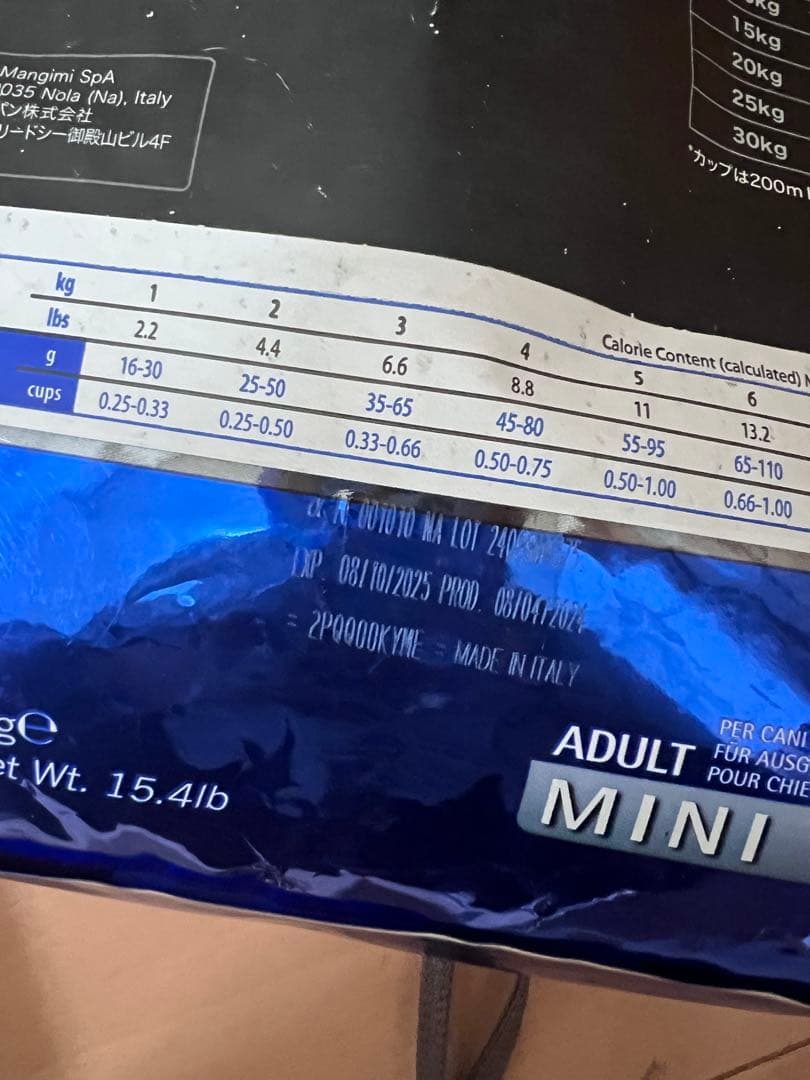 Mangimi SpA
035 Nola (Na), Italy
パン株式会社
リードシー御殿山ビル4F
kg
15kg
20kg
25kg
30kg
*カップは200m
kg 1 2 3 4 5 6
lbs 2.2 4.4 6.6 8.8 11 13.2
g 16-30 25-50 35-65 45-80 55-95 65-110
cups 0.25-0.33 0.25-0.50 0.33-0.66 0.50-0.75 0.50-1.00 0.66-1.00
Calorie Content (calculated)
001010 NA LOT
EXP. 08/10/2025 PROD. 08/04/2024
= 2PQQOOKYME = MADE IN ITALY
ge
et Wt. 15.4lb
ADULT
MINI
PER CANI
FÜR AUSG
POUR CHIE